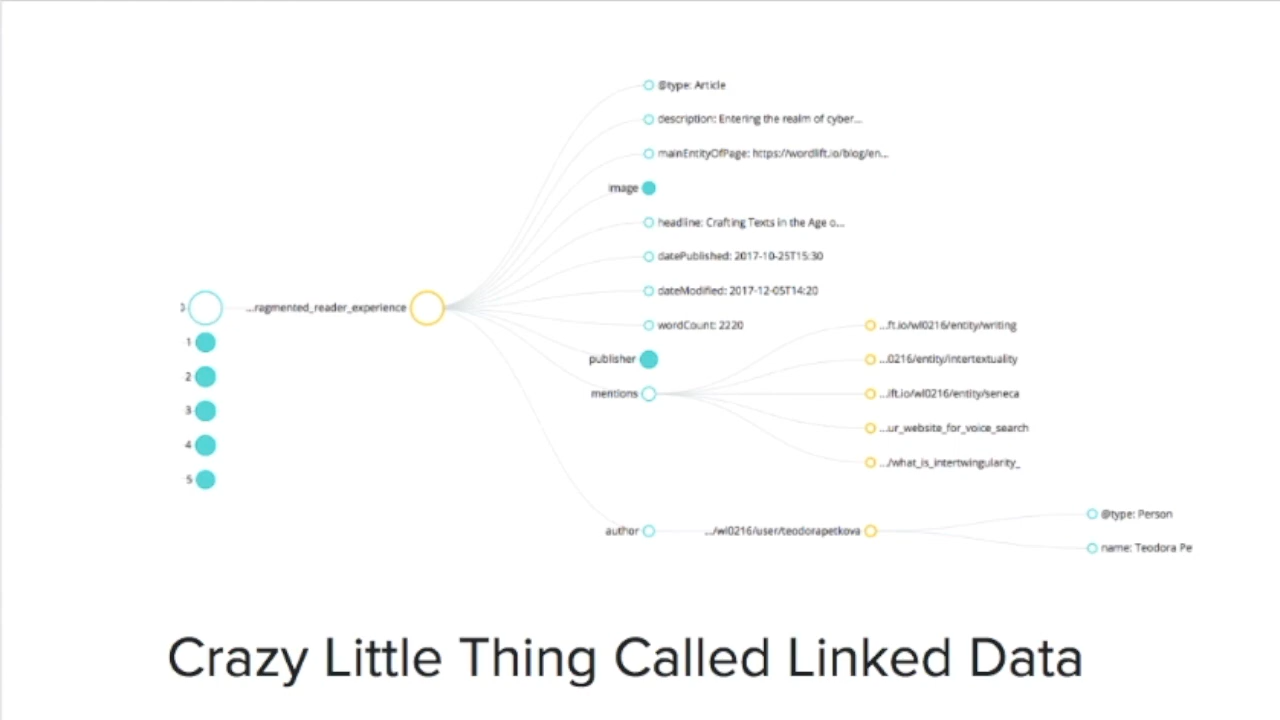 @type: Article
description: Entering the realm of cyber...
mainEntityOfPage: https://wordlift.io/blog/en...
image
headline: Crafting Texts in the Age o...
datePublished: 2017-10-25T15:30
dateModified: 2017-12-05T14:20
0 ...ragmented_reader_experience
wordCount: 2220
...ft.io/wl0216/entity/writing
1
publisher
...0216/entity/intertextuality
2
mentions
...ift.io/wl0216/entity/seneca
3
...ur_website_for_voice_search
4
.../what_is_intertwingularity_
5
@type: Person
author
.../wl0216/user/teodorapetkova
name: Teodora Pe
Crazy Little Thing Called Linked Data